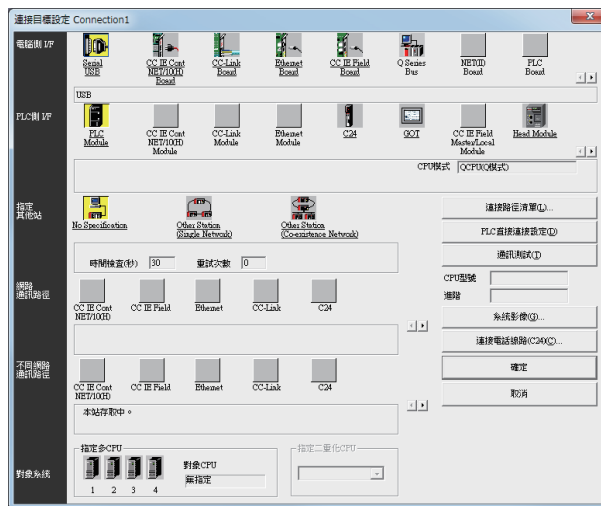 連接目標設定 Connection1
電腦側 I/F
Serial
USB
CC IE Cont
NET/10(H)
Board
CC-Link
Board
Ethernet
Board
CC IE Field
Board
Q Series
Bus
NET(II)
Board
PLC
Board
USB
PLC側 I/F
PLC
Module
CC IE Cont
NET/10(H)
Module
CC-Link
Module
Ethernet
Module
C24
GOT
CC IE Field
Master/Local
Module
Head Module
CPU模式 QCPU(Q模式)
指定
其他站
No Specification
Other Station
(Single Network)
Other Station
(Co-existence Network)
連接路徑清單(L)...
PLC直接連接設定(D)
時間檢查(秒) 30 重試次數 0
通訊測試(T)
CPU型號
進階
網路
通訊路徑
CC IE Cont
NET/10(H)
CC IE Field
Ethernet
CC-Link
C24
系統影像(G)...
連接電話線路(C24)(C)...
不同網路
通訊路徑
CC IE Cont
NET/10(H)
CC IE Field
Ethernet
CC-Link
C24
確定
取消
本站存取中。
對象系統
指定多CPU
1 2 3 4
對象CPU
無指定
指定二重化CPU